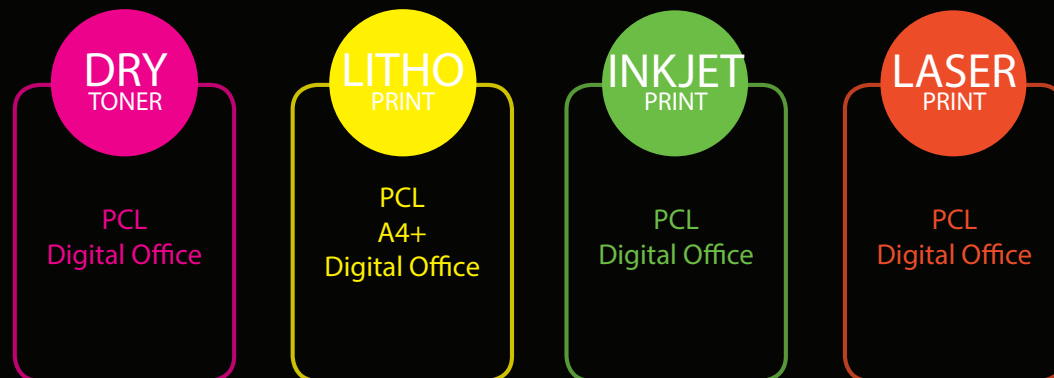 DRY
TONER
PCL
Digital Office
LITHO
PRINT
PCL
A4+
Digital Office
INKJET
PRINT
PCL
Digital Office
LASER
PRINT
PCL
Digital Office